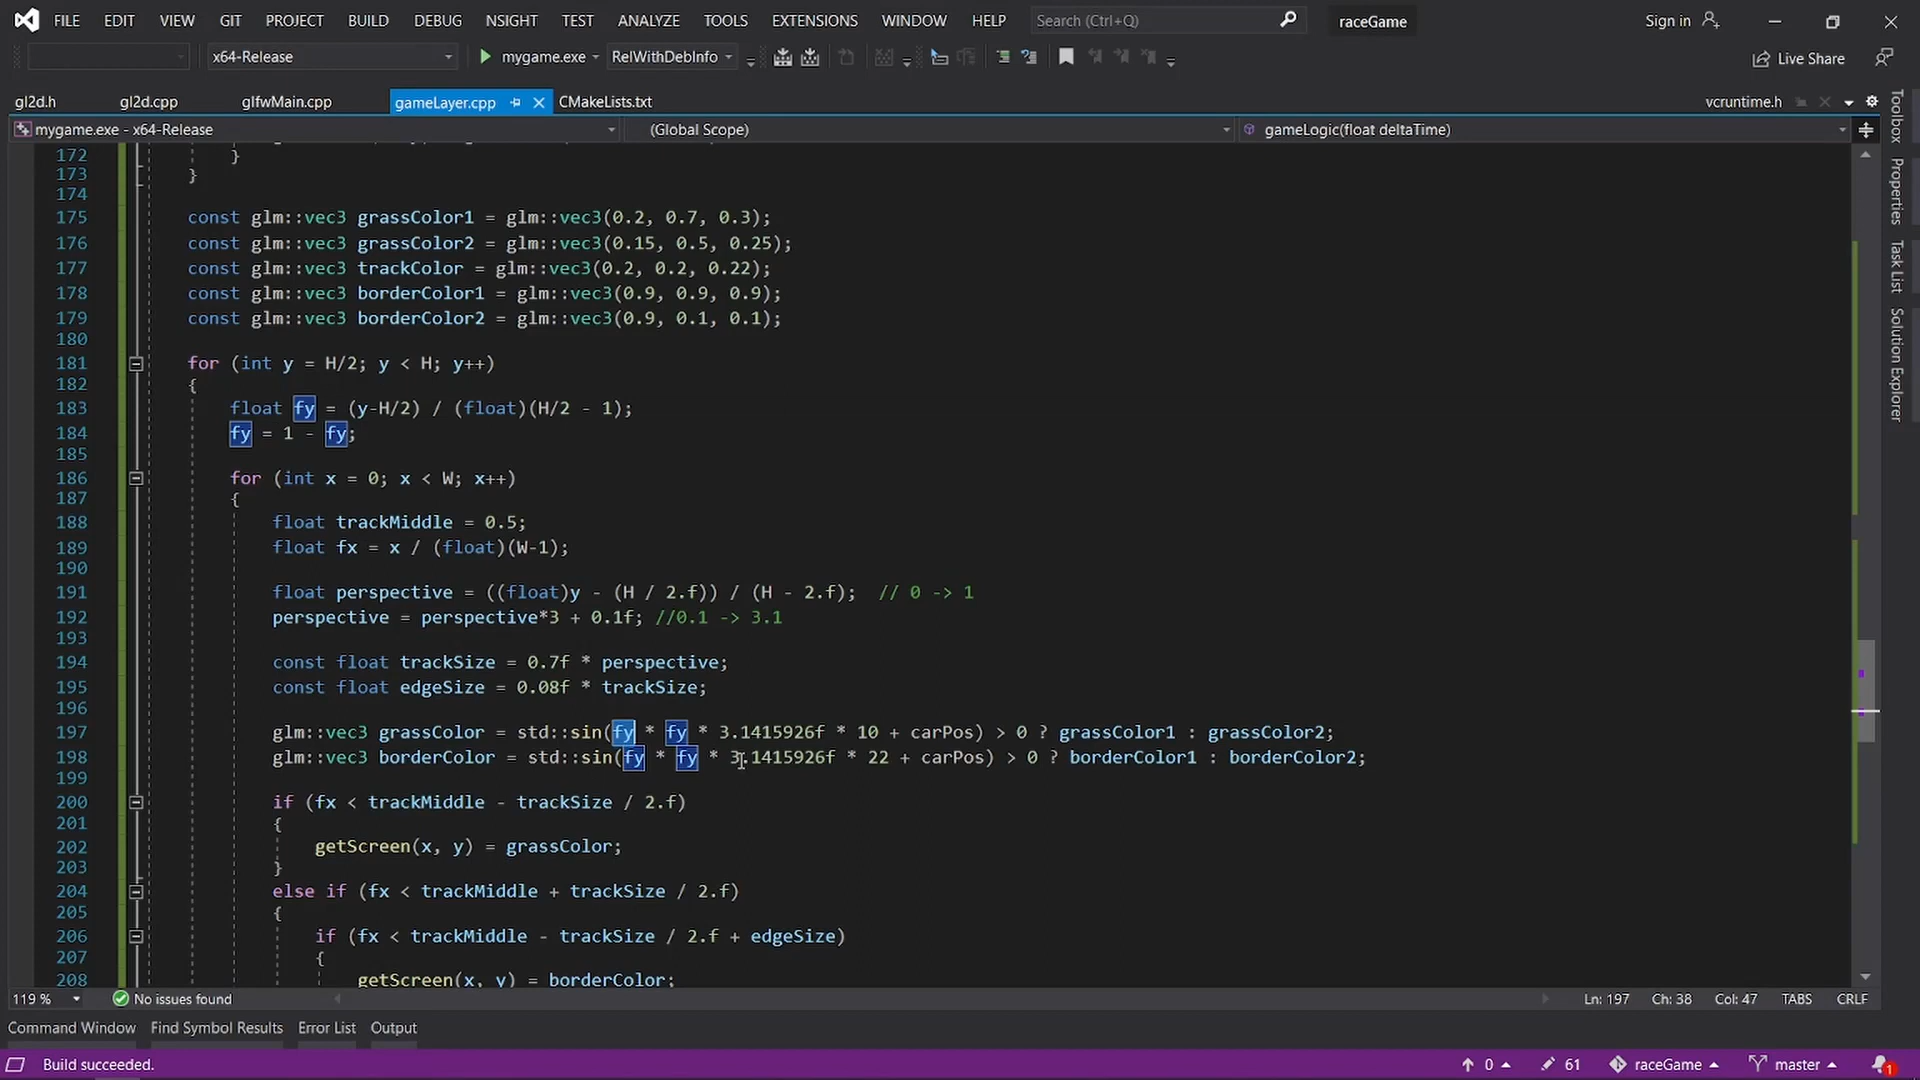 FILE EDIT VIEW GIT PROJECT BUILD DEBUG NSIGHT TEST ANALYZE TOOLS EXTENSIONS WINDOW HELP Search (Ctrl+Q) raceGame Sign in
x64-Release mygame.exe RelWithDebInfo Live Share
gl2d.h gl2d.cpp glfwMain.cpp gameLayer.cpp CMakeLists.txt vcruntime.h
mygame.exe - x64-Release (Global Scope) gameLogic(float deltaTime)
172 }
173 }
174
175 const glm::vec3 grassColor1 = glm::vec3(0.2, 0.7, 0.3);
176 const glm::vec3 grassColor2 = glm::vec3(0.15, 0.5, 0.25);
177 const glm::vec3 trackColor = glm::vec3(0.2, 0.2, 0.22);
178 const glm::vec3 borderColor1 = glm::vec3(0.9, 0.9, 0.9);
179 const glm::vec3 borderColor2 = glm::vec3(0.9, 0.1, 0.1);
180
181 for (int y = H/2; y < H; y++)
182 {
183 float fy = (y-H/2) / (float)(H/2 - 1);
184 fy = 1 - fy;
185
186 for (int x = 0; x < W; x++)
187 {
188 float trackMiddle = 0.5;
189 float fx = x / (float)(W-1);
190
191 float perspective = ((float)y - (H / 2.f)) / (H - 2.f); // 0 -> 1
192 perspective = perspective*3 + 0.1f; //0.1 -> 3.1
193
194 const float trackSize = 0.7f * perspective;
195 const float edgeSize = 0.08f * trackSize;
196
197 glm::vec3 grassColor = std::sin(fy * fy * 3.1415926f * 10 + carPos) > 0 ? grassColor1 : grassColor2;
198 glm::vec3 borderColor = std::sin(fy * fy * 3.1415926f * 22 + carPos) > 0 ? borderColor1 : borderColor2;
199
200 if (fx < trackMiddle - trackSize / 2.f)
201 {
202 getScreen(x, y) = grassColor;
203 }
204 else if (fx < trackMiddle + trackSize / 2.f)
205 {
206 if (fx < trackMiddle - trackSize / 2.f + edgeSize)
207 {
208 getScreen(x, y) = borderColor;
Toolbox
Properties
Task List
Solution Explorer
119 % No issues found Ln: 197 Ch: 38 Col: 47 TABS CRLF
Command Window Find Symbol Results Error List Output
Build succeeded. 0 61 raceGame master 1